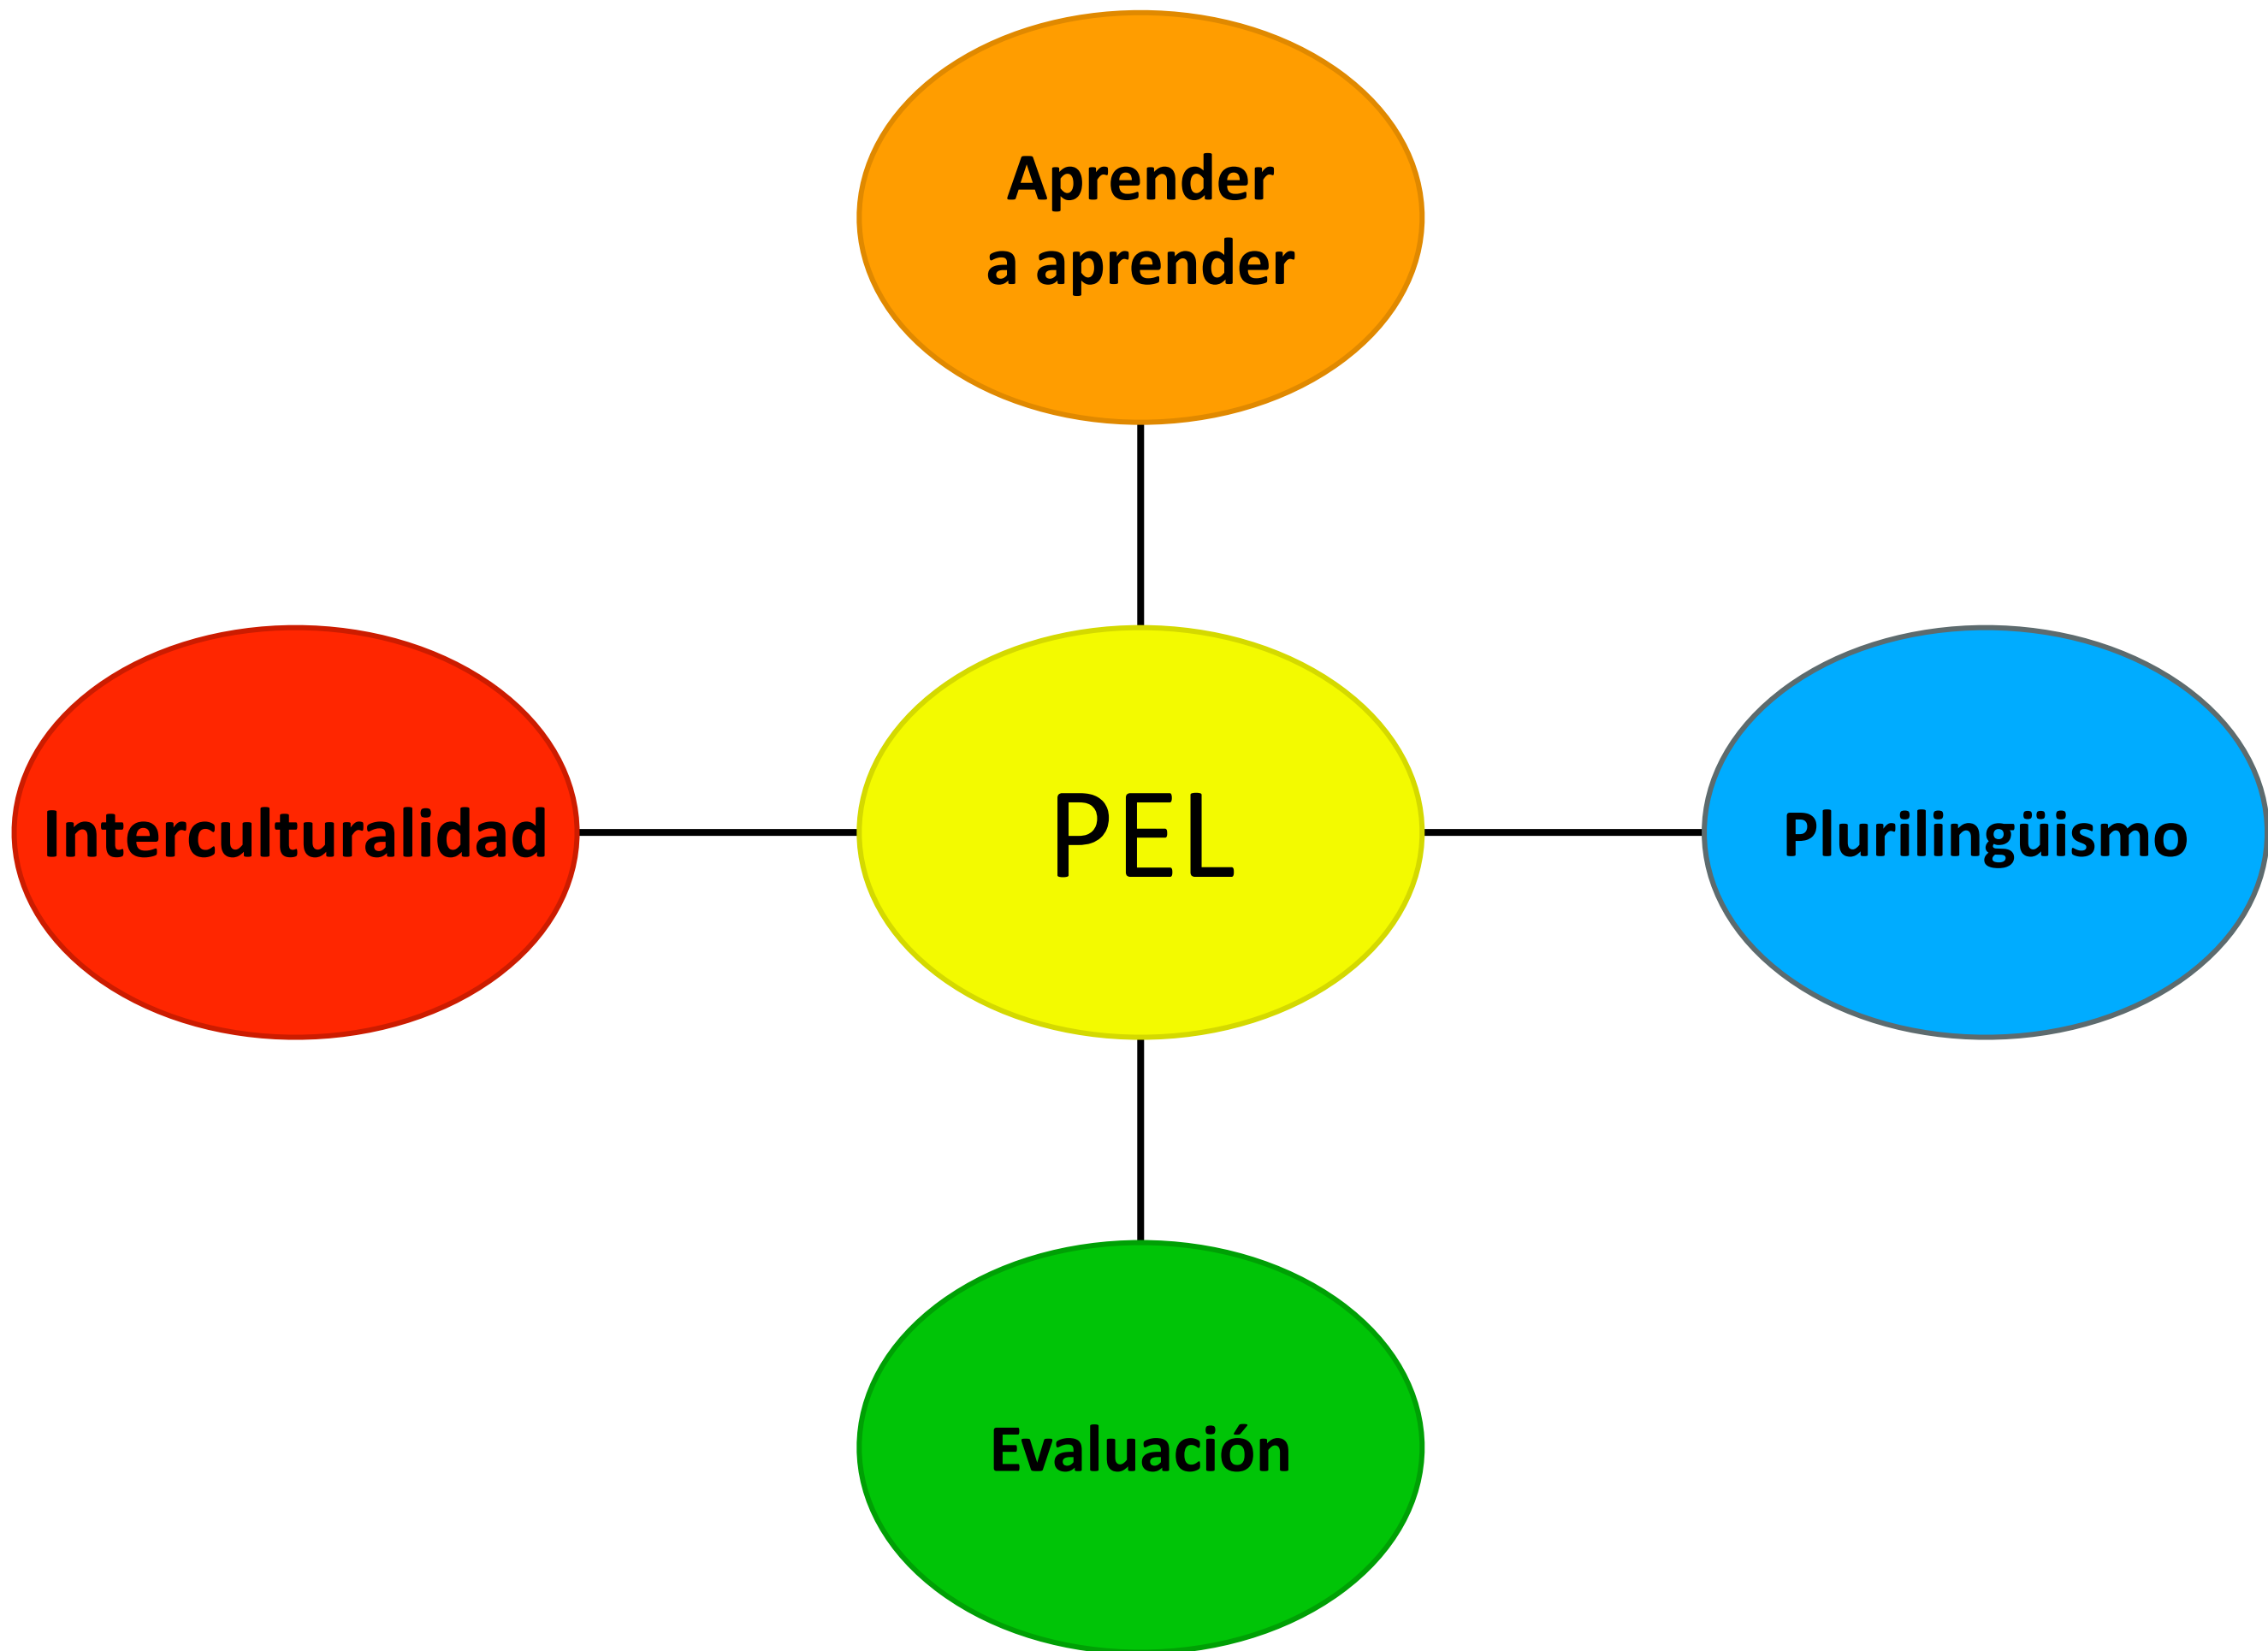 Aprender
a aprender
Interculturalidad
PEL
Plurilingüismo
Evaluación